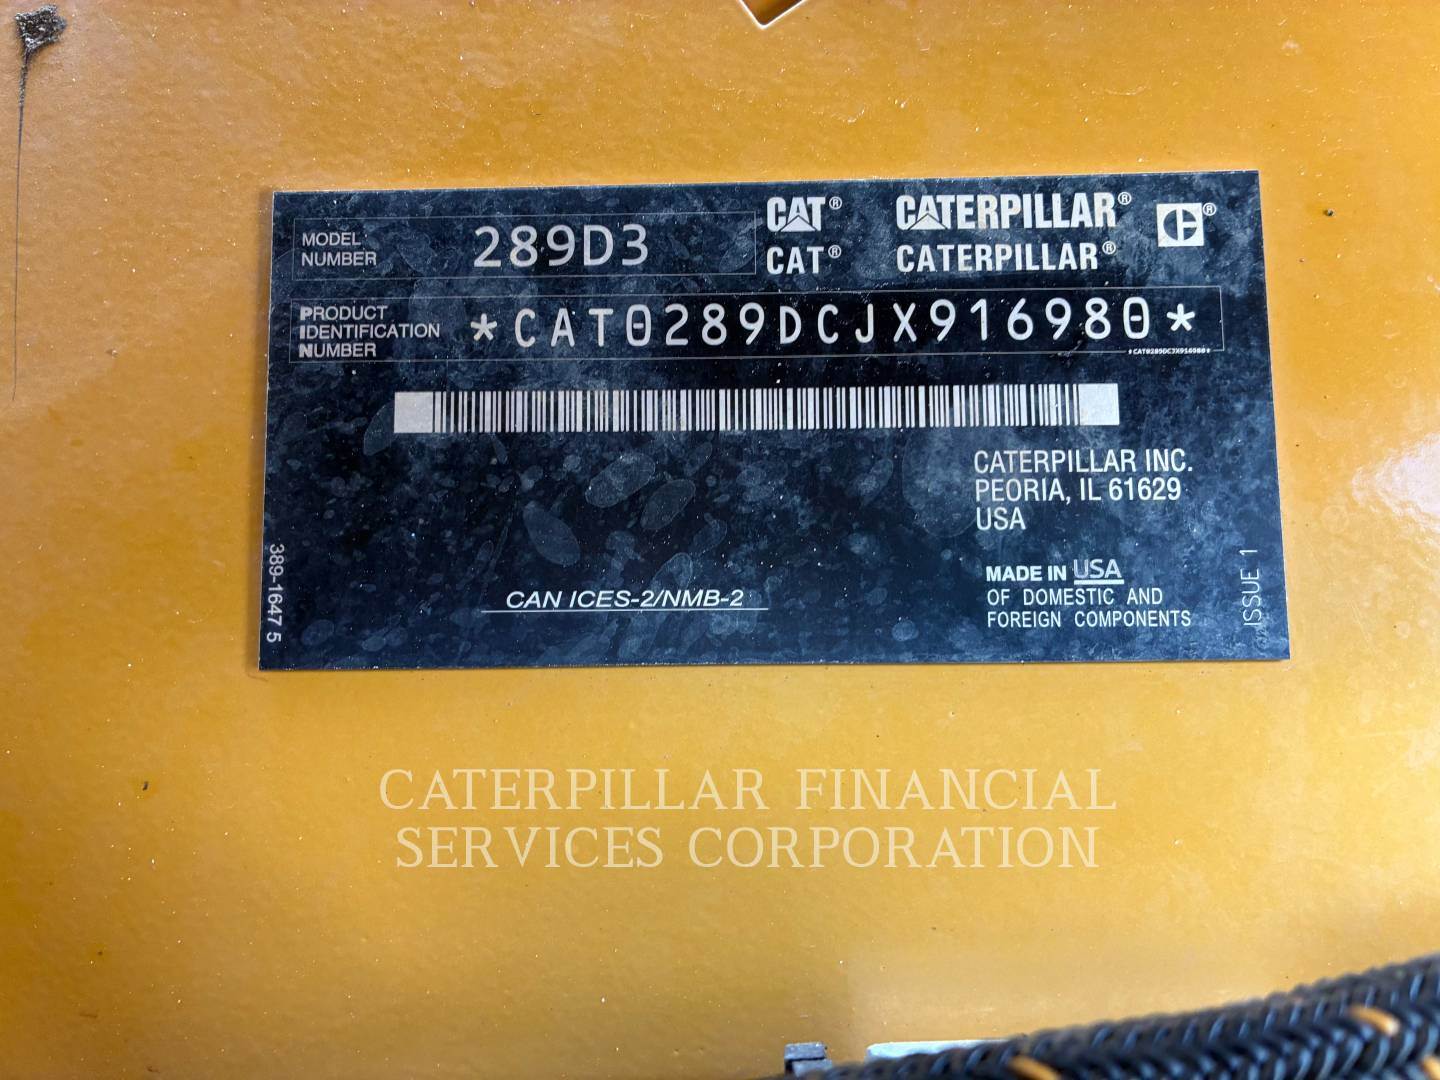 MODEL NUMBER 289D3
CAT® CATERPILLAR® ®
CAT® CATERPILLAR®
PRODUCT IDENTIFICATION NUMBER *CAT0289DCJX916980*
*CAT0289DCJX916980*
CATERPILLAR INC.
PEORIA, IL 61629
USA
MADE IN USA
OF DOMESTIC AND
FOREIGN COMPONENTS
CAN ICES-2/NMB-2
389-1647 5
ISSUE 1
CATERPILLAR FINANCIAL
SERVICES CORPORATION